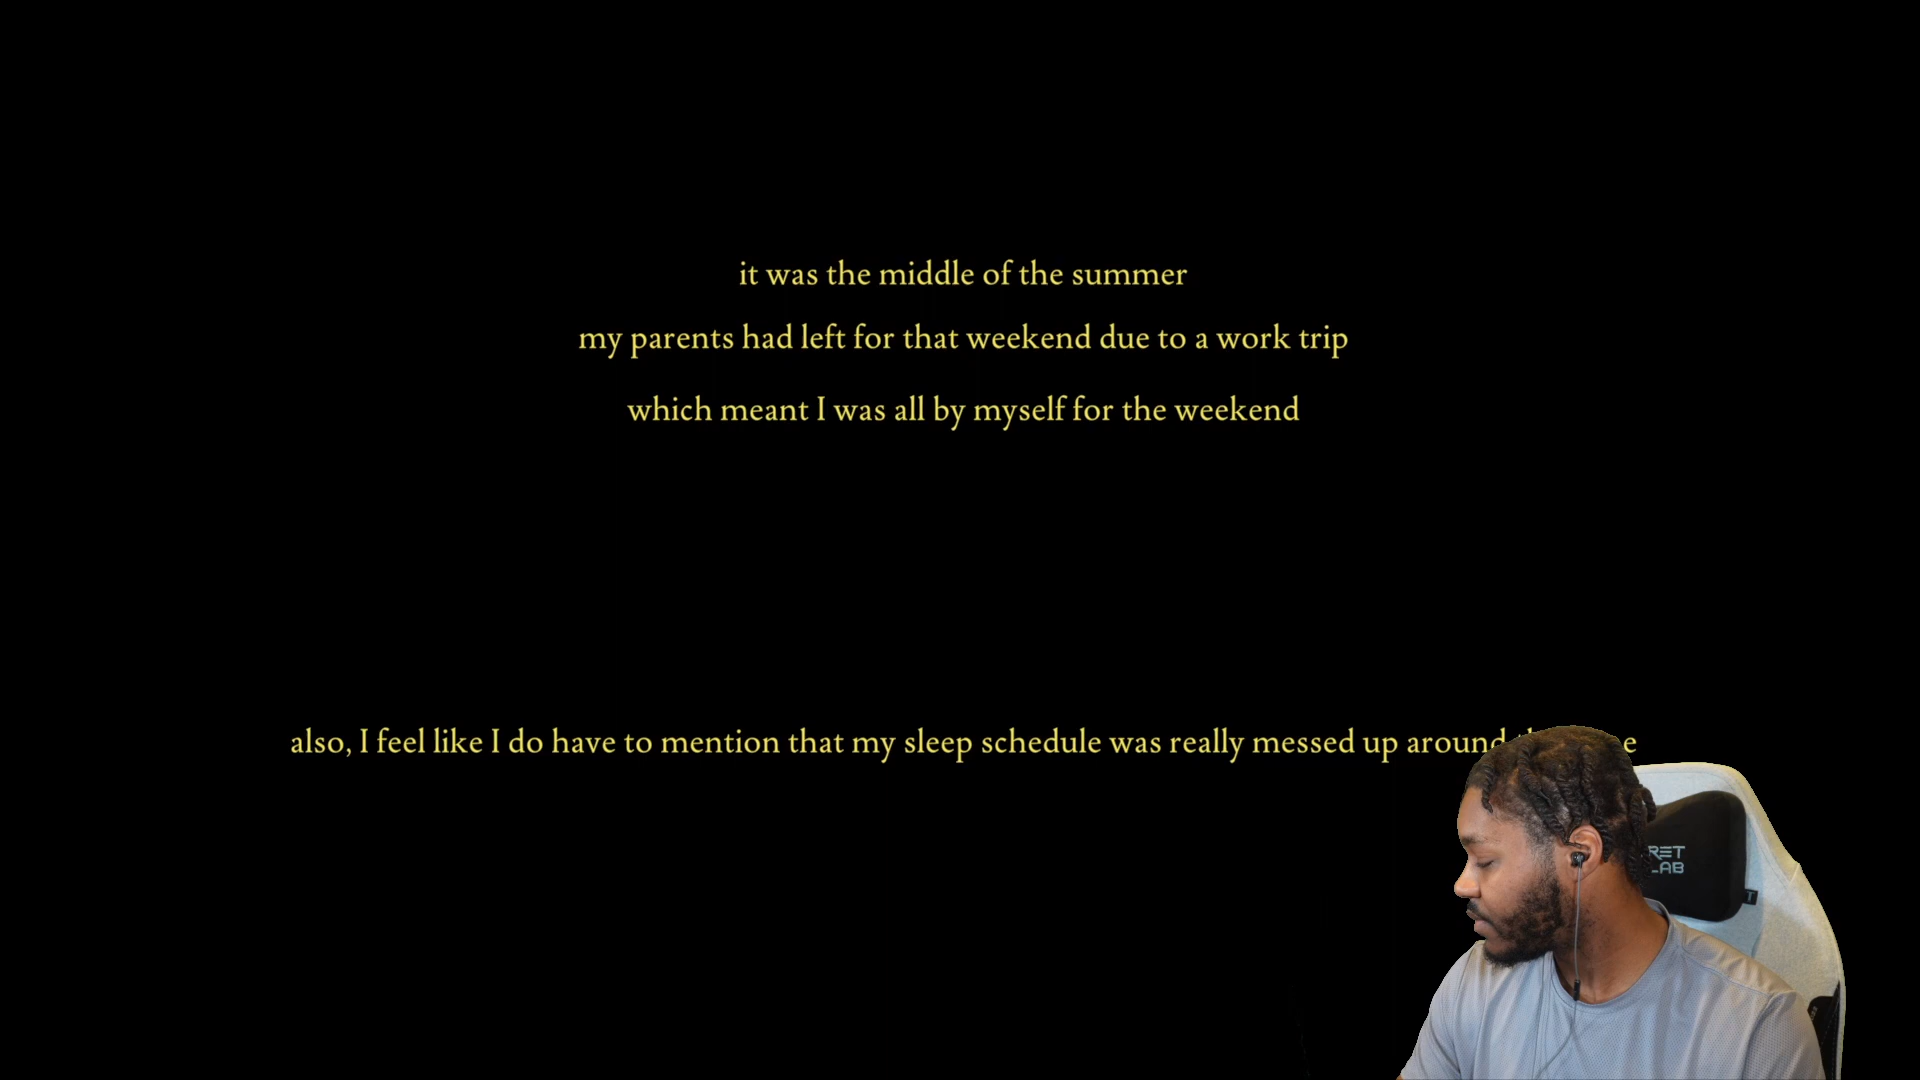 it was the middle of the summer
my parents had left for that weekend due to a work trip
which meant I was all by myself for the weekend
also, I feel like I do have to mention that my sleep schedule was really messed up around
RET
LAB